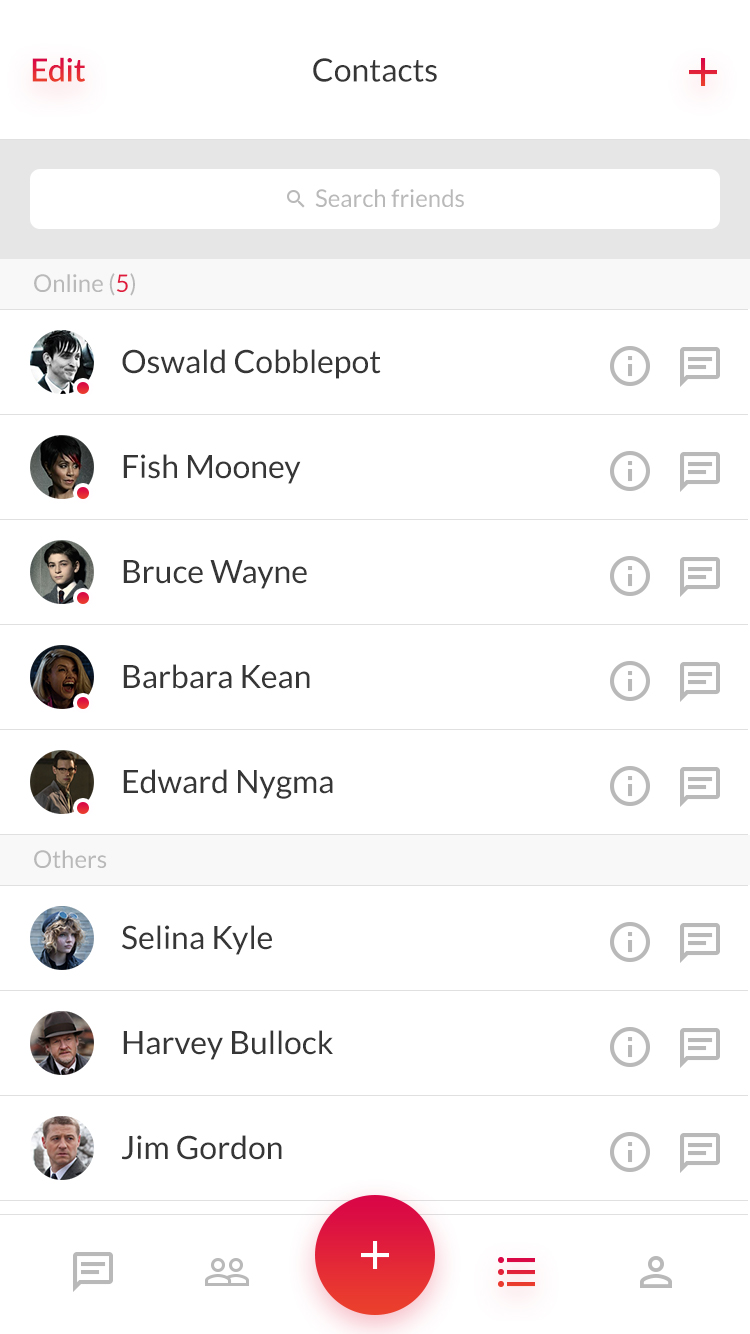 Edit Contacts
Search friends
Online (5)
Oswald Cobblepot
Fish Mooney
Bruce Wayne
Barbara Kean
Edward Nygma
Others
Selina Kyle
Harvey Bullock
Jim Gordon